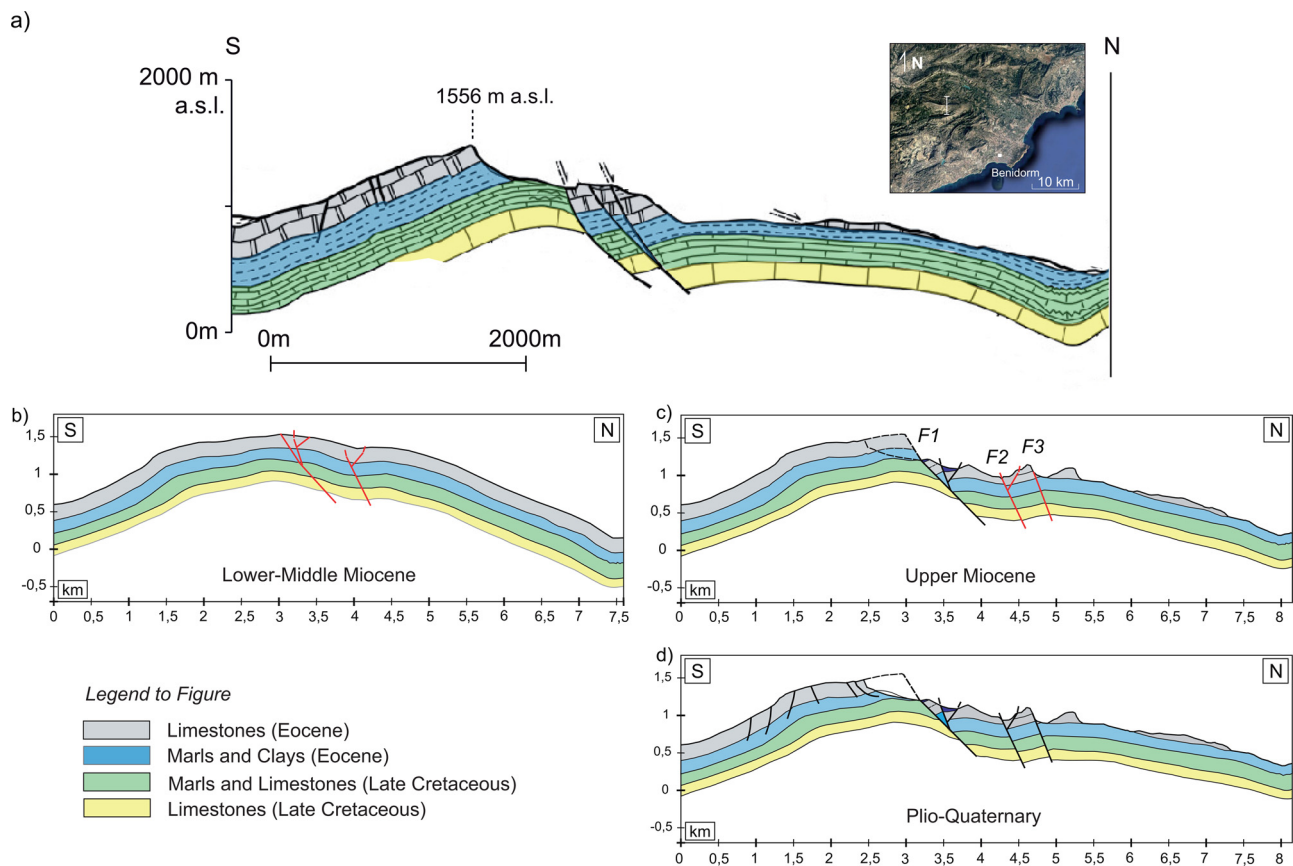 a)
S
N
2000 m
a.s.l.
1556 m a.s.l.
N
Benidorm
10 km
0m
0m
2000m
b)
S
N
1,5
1
0,5
0
-0,5
km
Lower-Middle Miocene
0 0,5 1 1,5 2 2,5 3 3,5 4 4,5 5 5,5 6 6,5 7 7,5
c)
S
N
F1
F2
F3
1,5
1
0,5
0
-0,5
km
Upper Miocene
0 0,5 1 1,5 2 2,5 3 3,5 4 4,5 5 5,5 6 6,5 7 7,5 8
Legend to Figure
Limestones (Eocene)
Marls and Clays (Eocene)
Marls and Limestones (Late Cretaceous)
Limestones (Late Cretaceous)
d)
S
N
1,5
1
0,5
0
-0,5
km
Plio-Quaternary
0 0,5 1 1,5 2 2,5 3 3,5 4 4,5 5 5,5 6 6,5 7 7,5 8